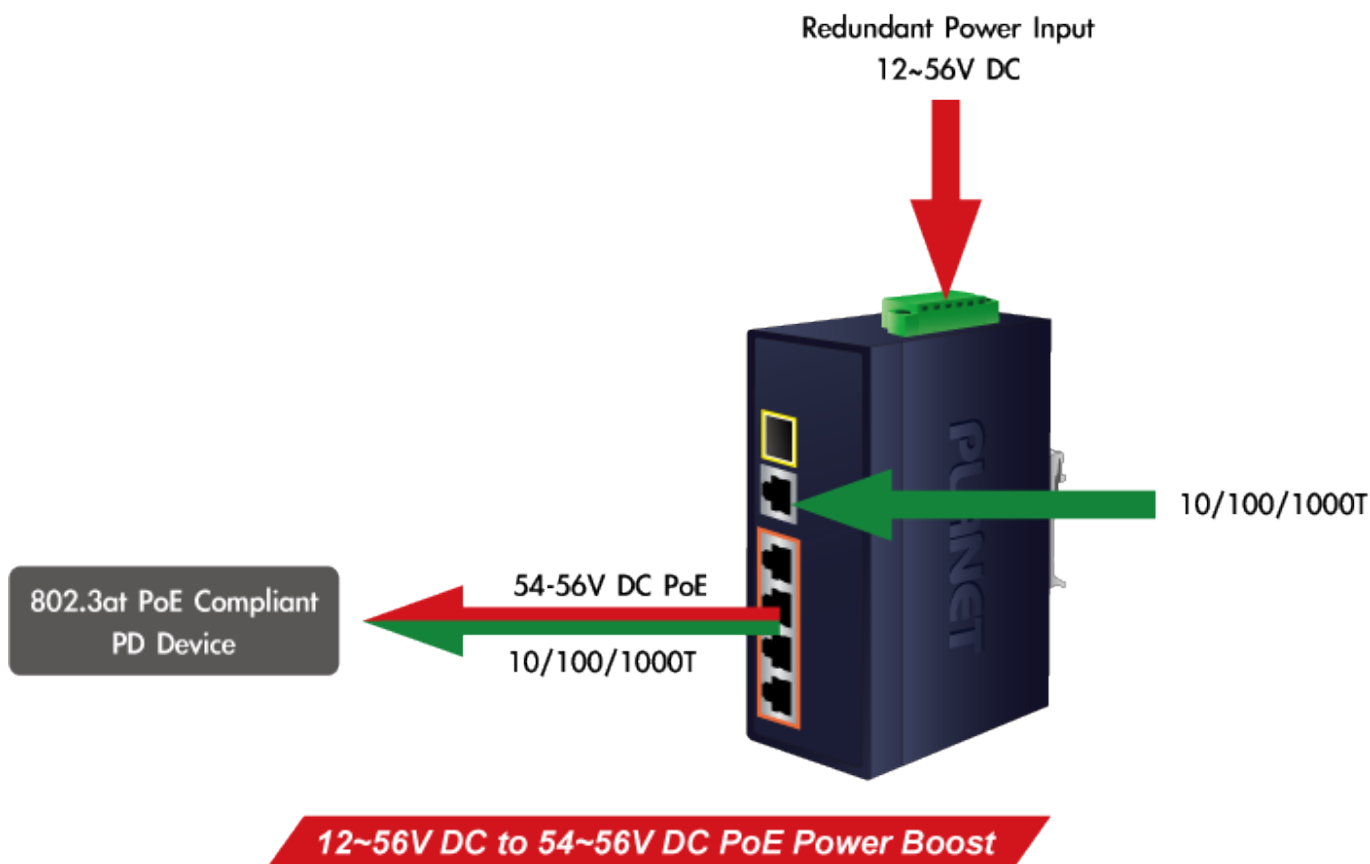 Redundant Power Input
12~56V DC
PLANET
10/100/1000T
54-56V DC PoE
802.3at PoE Compliant
PD Device
10/100/1000T
12~56V DC to 54~56V DC PoE Power Boost